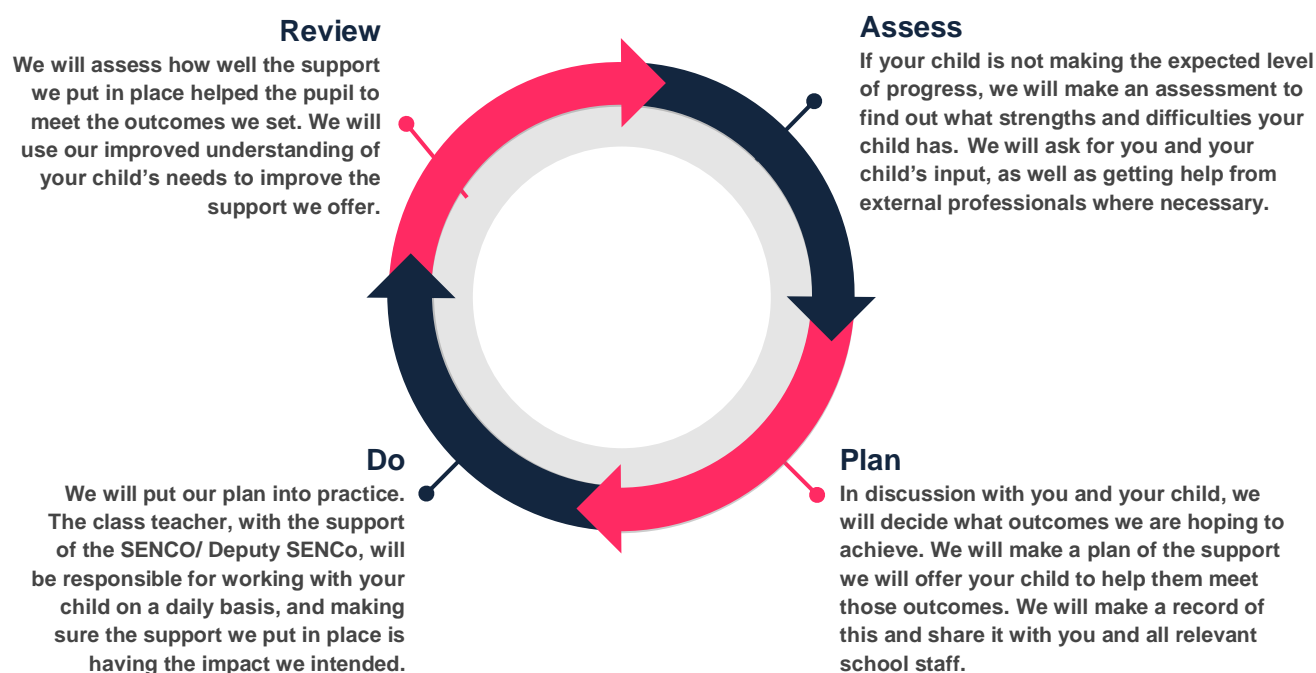 Review
We will assess how well the support
we put in place helped the pupil to
meet the outcomes we set. We will
use our improved understanding of
your child’s needs to improve the
support we offer.
Assess
If your child is not making the expected level
of progress, we will make an assessment to
find out what strengths and difficulties your
child has. We will ask for you and your
child’s input, as well as getting help from
external professionals where necessary.
Do
We will put our plan into practice.
The class teacher, with the support
of the SENCO/ Deputy SENCo, will
be responsible for working with your
child on a daily basis, and making
sure the support we put in place is
having the impact we intended.
Plan
In discussion with you and your child, we
will decide what outcomes we are hoping to
achieve. We will make a plan of the support
we will offer your child to help them meet
those outcomes. We will make a record of
this and share it with you and all relevant
school staff.